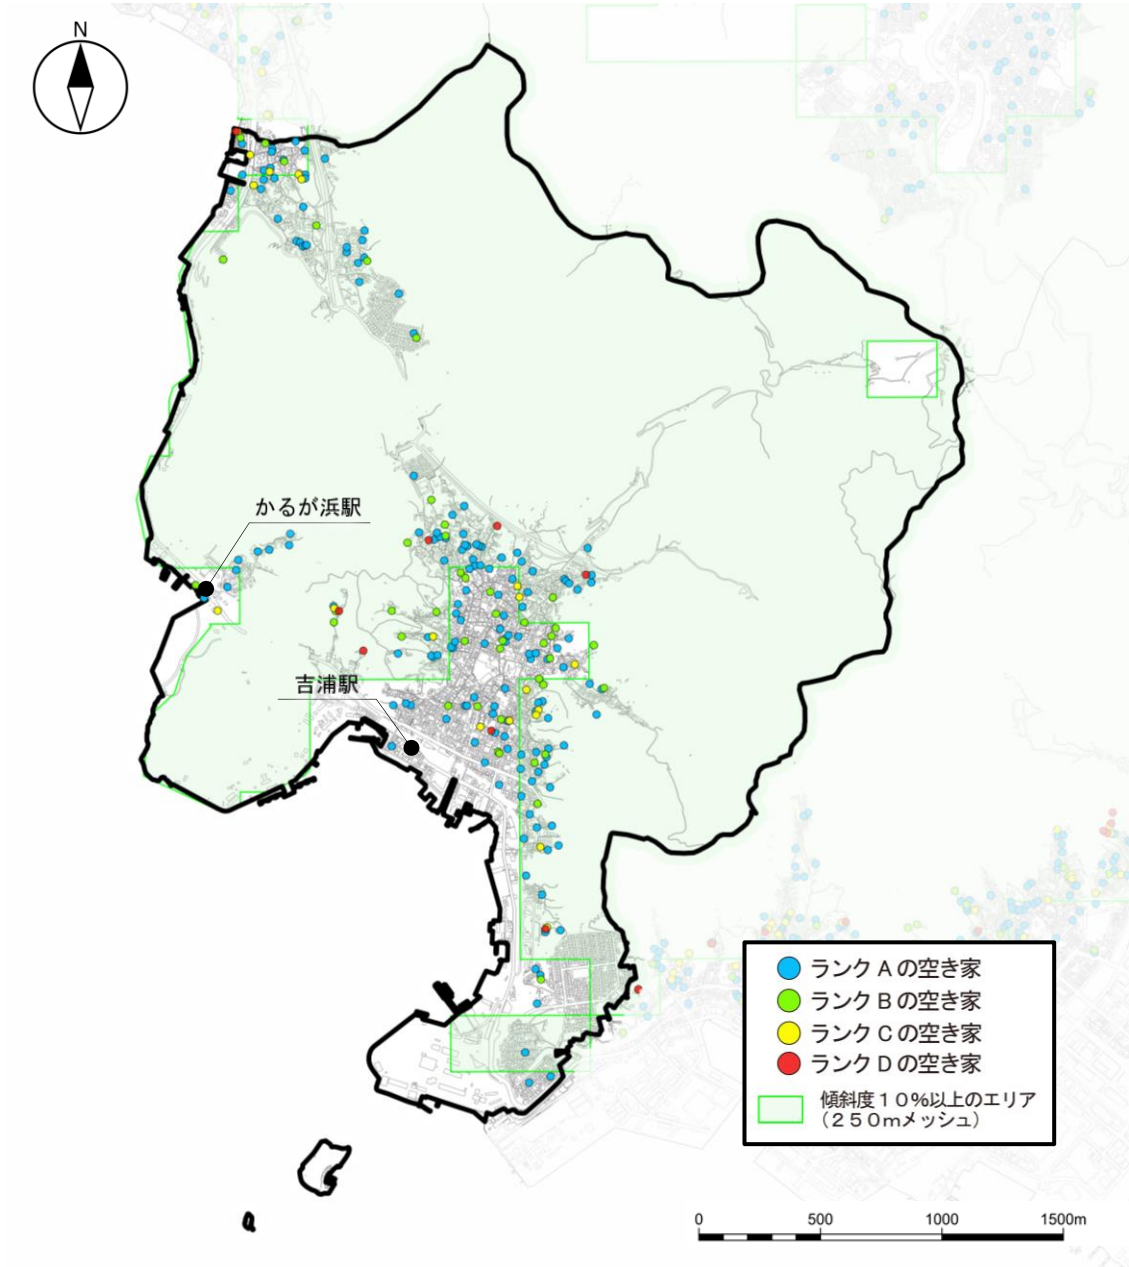 N
かるが浜駅
吉浦駅
ランクＡの空き家
ランクＢの空き家
ランクＣの空き家
ランクＤの空き家
傾斜度１０％以上のエリア
（２５０ｍメッシュ）
0 500 1000 1500m